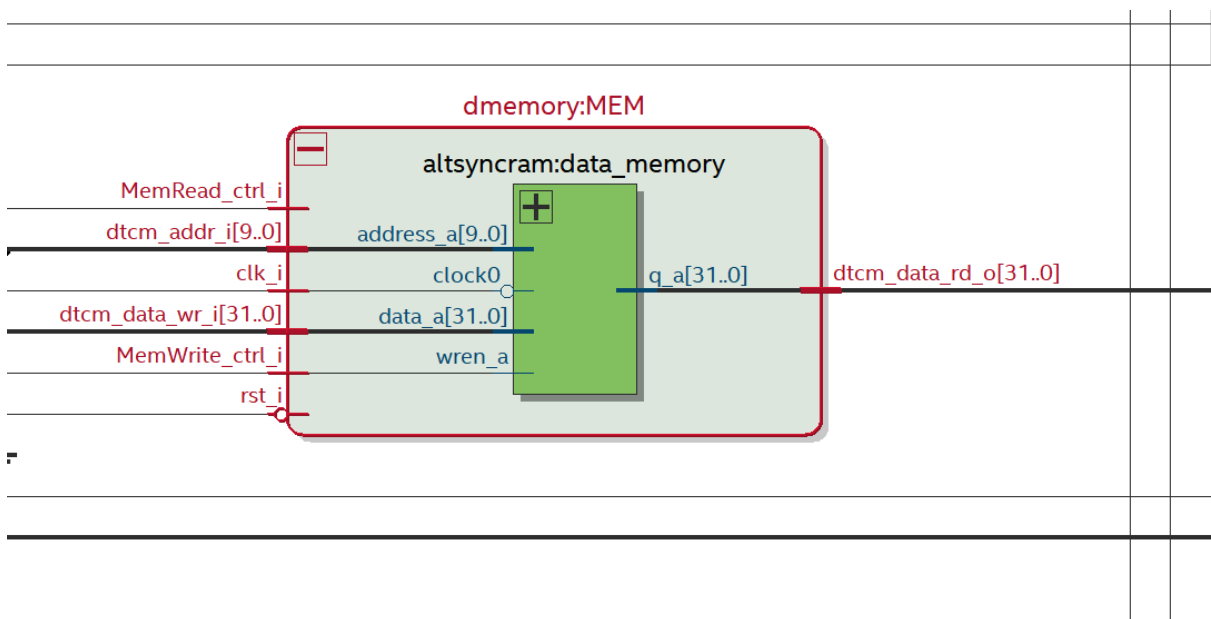 dmemory:MEM
altsyncram:data_memory
MemRead_ctrl_i
dtcm_addr_i[9..0]
address_a[9..0]
clk_i
clock0
q_a[31..0]
dtcm_data_rd_o[31..0]
dtcm_data_wr_i[31..0]
data_a[31..0]
MemWrite_ctrl_i
wren_a
rst_i